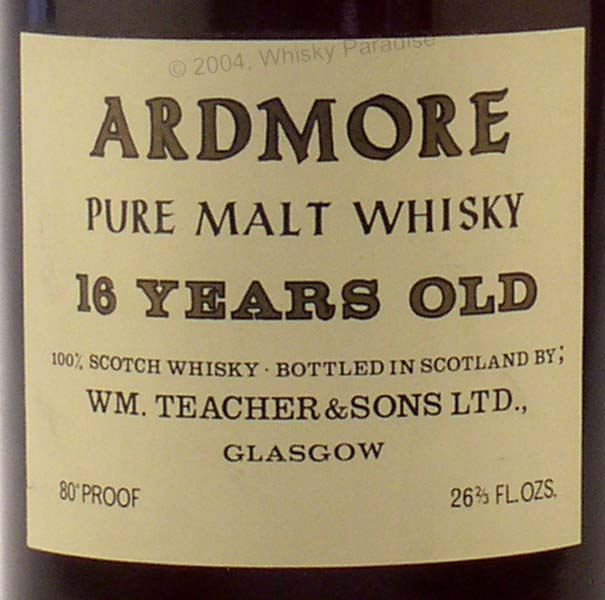 © 2004, Whisky Paradise
ARDMORE
PURE MALT WHISKY
16 YEARS OLD
100% SCOTCH WHISKY · BOTTLED IN SCOTLAND BY;
WM. TEACHER & SONS LTD.,
GLASGOW
80° PROOF 26⅔ FL.OZS.